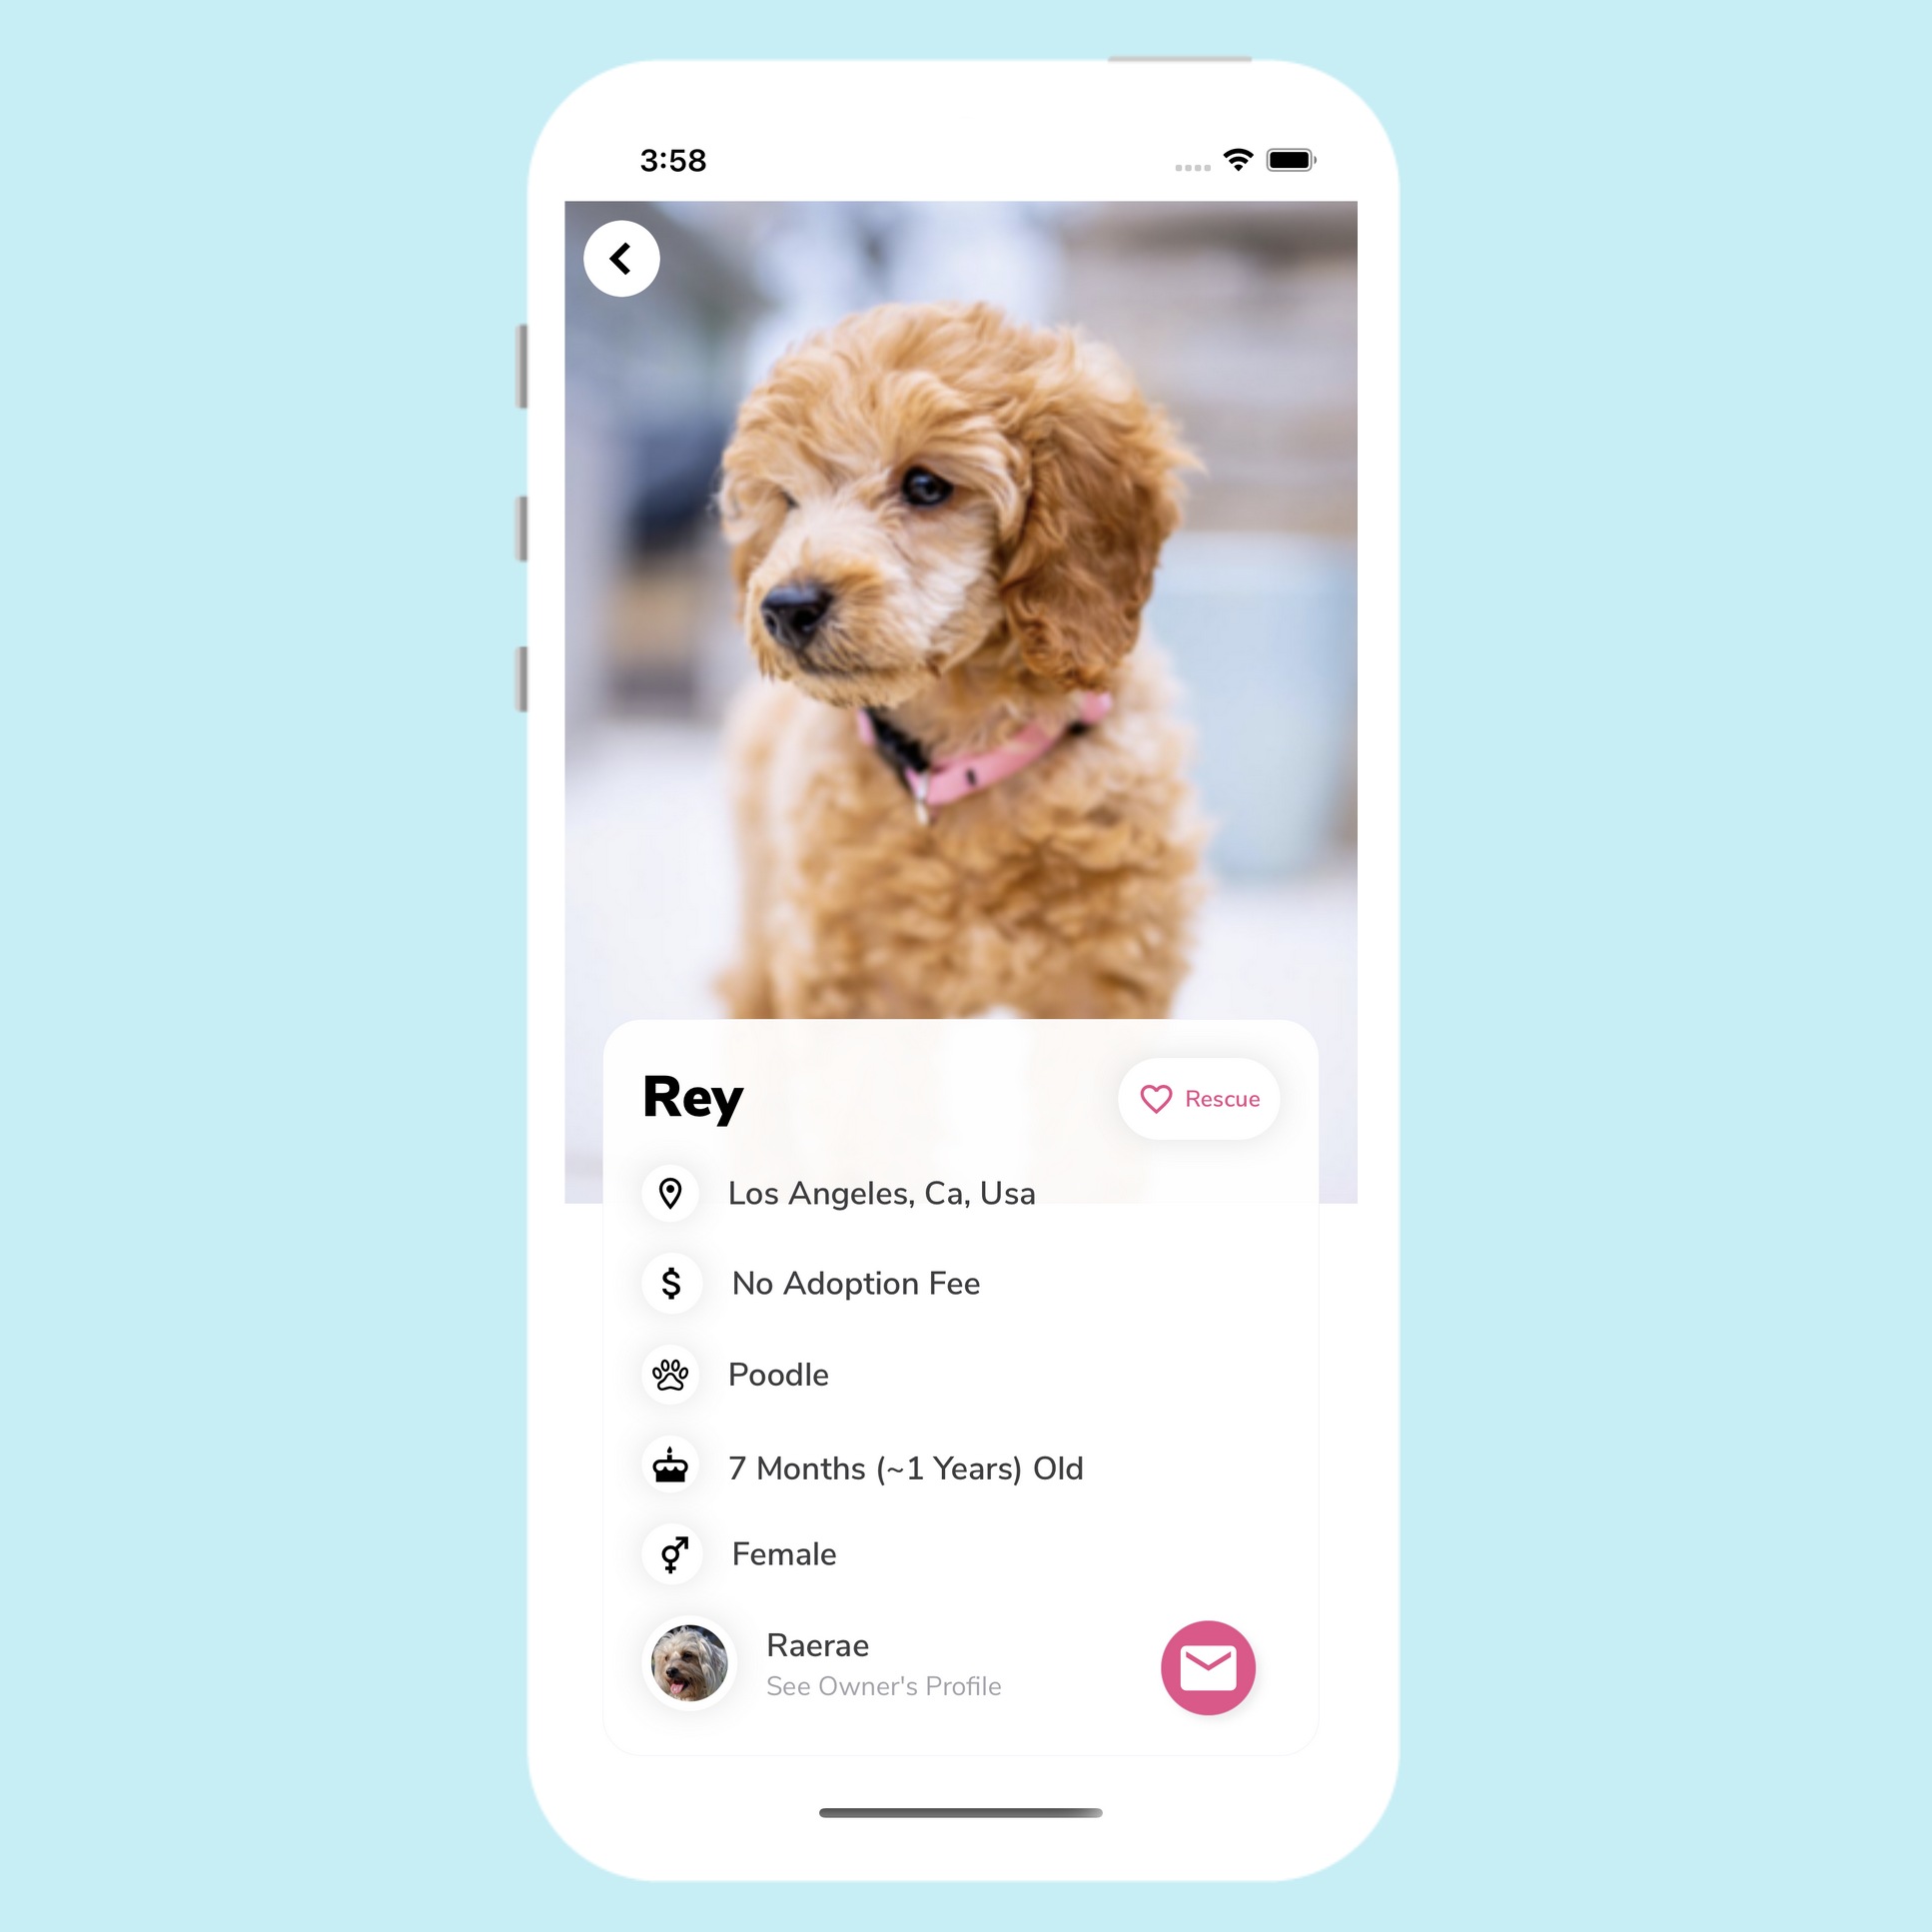 3:58
Rey
Rescue
Los Angeles, Ca, Usa
$ No Adoption Fee
Poodle
7 Months (~1 Years) Old
Female
Raerae
See Owner's Profile